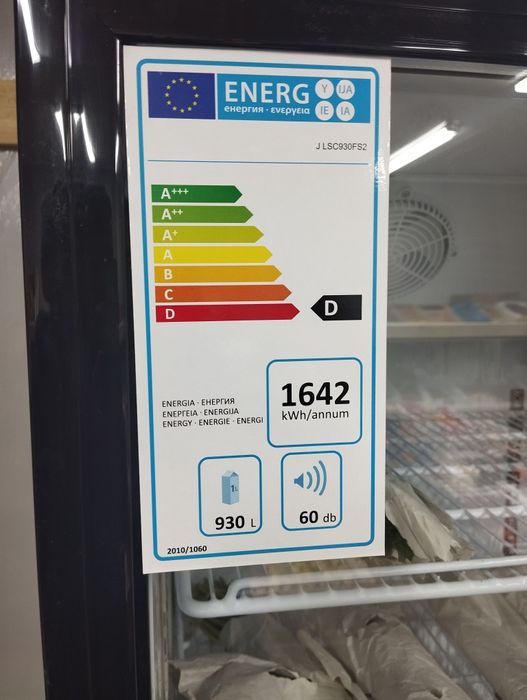 ENERG Y IJA
енергия · ενεργεια IE IA
J LSC930FS2
A+++
A++
A+
A
B
C
D D
1642
kWh/annum
ENERGIA · ЕНЕРГИЯ
ΕΝΕΡΓΕΙΑ · ENERGIJA
ENERGY · ENERGIE · ENERGI
1L
930 L
60 db
2010/1060